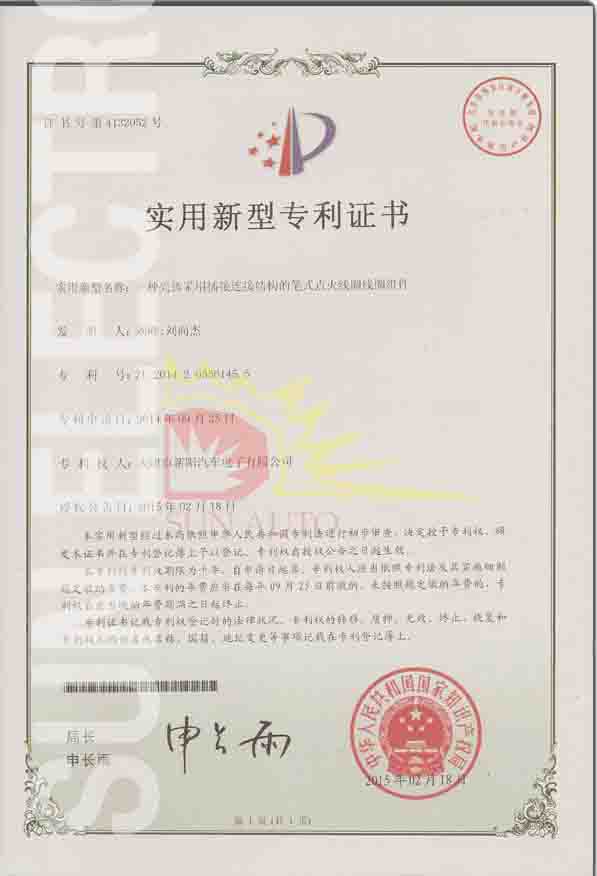 证书号第4132052号
实用新型专利证书
实用新型名称：一种壳体采用桥接连接结构的笔式点火线圈线圈组件
发 明 人：刘向杰
专 利 号：ZL 2014 2 0550145.5
专利申请日：2014年09月23日
专利权人：天津市新阳汽车电子有限公司
授权公告日：2015年02月18日
本实用新型经过本局依照中华人民共和国专利法进行初步审查，决定授予专利权，颁
发本证书并在专利登记簿上予以登记。专利权自授权公告之日起生效。
本专利的专利权期限为十年，自申请日起算。专利权人应当依照专利法及其实施细则
规定缴纳年费。本专利的年费应当在每年09月23日前缴纳。未按照规定缴纳年费的，专
利权自应当缴纳年费期满之日起终止。
专利证书记载专利权登记时的法律状况。专利权的转移、质押、无效、终止、恢复和
专利权人的姓名或名称、国籍、地址变更等事项记载在专利登记簿上。
局长
申长雨
申长雨
中华人民共和国国家知识产权局
2015年02月18日
第1页(共1页)
SUN AUTO
SUN ELECTRO